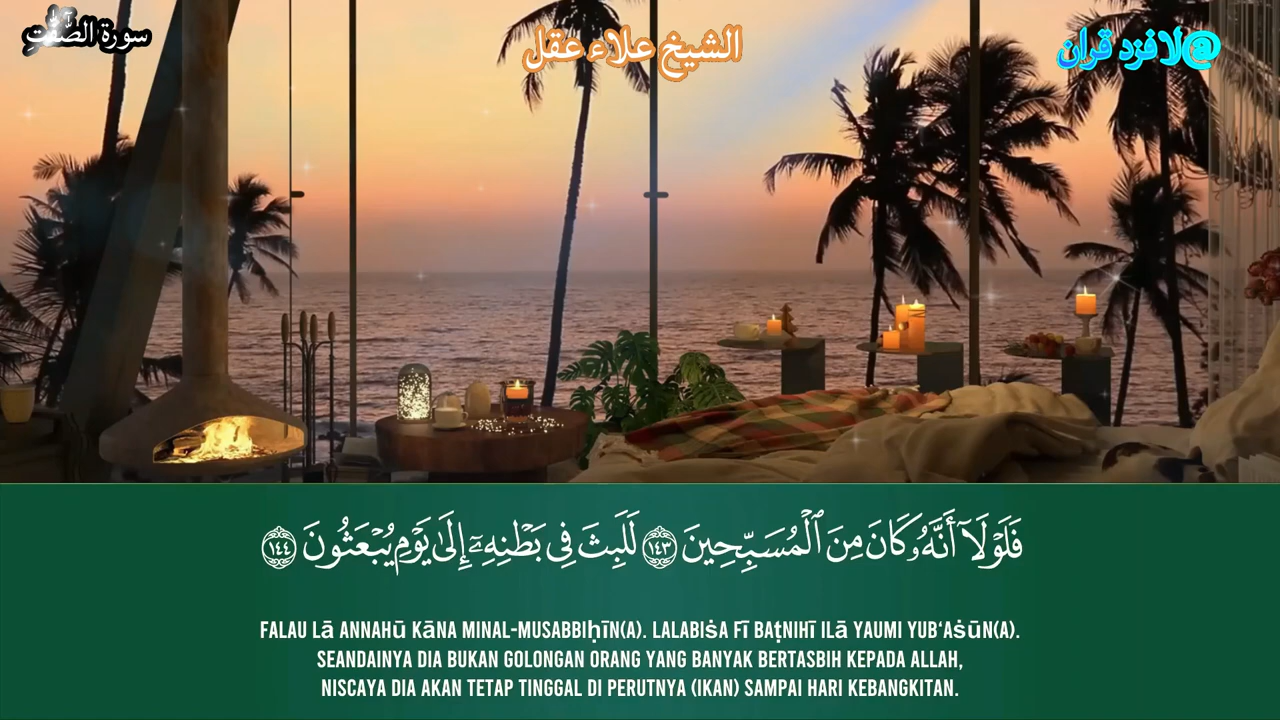 سورة الصّٰٓفّٰتِ
الشيخ علاء عقل
@لافزد قران
فَلَوْلَآ أَنَّهُۥ كَانَ مِنَ ٱلْمُسَبِّحِينَ ١٤٣ لَلَبِثَ فِى بَطْنِهِۦٓ إِلَىٰ يَوْمِ يُبْعَثُونَ ١٤٤
FALAU Lā ANNAHū KāNA MINAL-MUSABBIḥīN(A). LALABIṡA Fī BAṭNIHī ILā YAUMI YUB‘AṡūN(A).
SEANDAINYA DIA BUKAN GOLONGAN ORANG YANG BANYAK BERTASBIH KEPADA ALLAH,
NISCAYA DIA AKAN TETAP TINGGAL DI PERUTNYA (IKAN) SAMPAI HARI KEBANGKITAN.